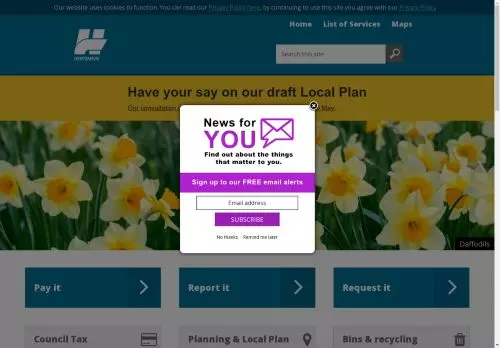 Our website uses cookies to function. You can read our Privacy Policy here, by continuing to use this site you agree with our Privacy Policy
Home List of Services Maps
Search this site
Have your say on our draft Local Plan
Our consultation May.
News for
YOU
Find out about the things
that matter to you.
Sign up to our FREE email alerts
Email address
SUBSCRIBE
No thanks Remind me later
Daffodils
Pay it Report it Request it
Council Tax Planning & Local Plan Bins & recycling